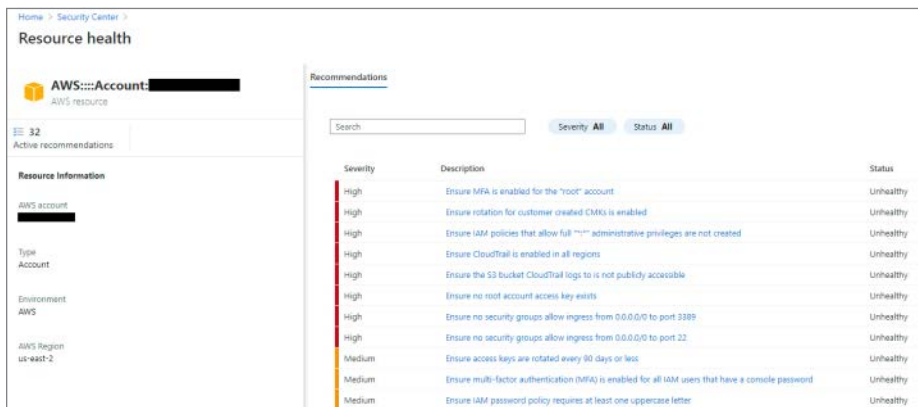 Home > Security Center >
Resource health
AWS::::Account:
AWS resource
32
Active recommendations
Resource Information
AWS account
Type
Account
Environment
AWS
AWS Region
us-east-2
Recommendations
Search
Severity All
Status All
Severity Description Status
High Ensure MFA is enabled for the "root" account Unhealthy
High Ensure rotation for customer created CMKs is enabled Unhealthy
High Ensure IAM policies that allow full "*:*" administrative privileges are not created Unhealthy
High Ensure CloudTrail is enabled in all regions Unhealthy
High Ensure the S3 bucket CloudTrail logs to is not publicly accessible Unhealthy
High Ensure no root account access key exists Unhealthy
High Ensure no security groups allow ingress from 0.0.0.0/0 to port 3389 Unhealthy
High Ensure no security groups allow ingress from 0.0.0.0/0 to port 22 Unhealthy
Medium Ensure access keys are rotated every 90 days or less Unhealthy
Medium Ensure multi-factor authentication (MFA) is enabled for all IAM users that have a console password Unhealthy
Medium Ensure IAM password policy requires at least one uppercase letter Unhealthy